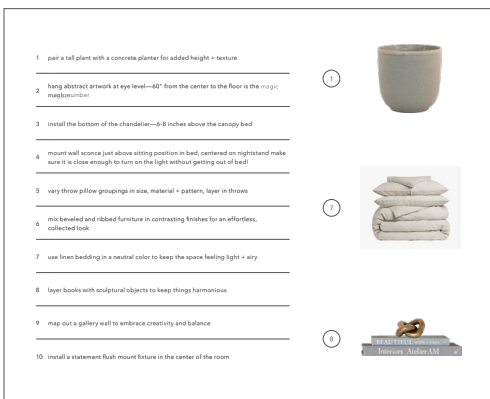 1 pair a tall plant with a concrete planter for added height + texture
2 hang abstract artwork at eye level—60" from the center to the floor is the magic
number
3 install the bottom of the chandelier—6-8 inches above the canopy bed
4 mount wall sconce just above sitting position in bed, centered on nightstand make
sure it is close enough to turn on the light without getting out of bed!
5 vary throw pillow groupings in size, material + pattern, layer in throws
6 mix beveled and ribbed furniture in contrasting finishes for an effortless,
collected look
7 use linen bedding in a neutral color to keep the space feeling light + airy
8 layer books with sculptural objects to keep things harmonious
9 map out a gallery wall to embrace creativity and balance
10 install a statement flush mount fixture in the center of the room
1
7
8
BEAUTIFUL
Interiors AtelierAM